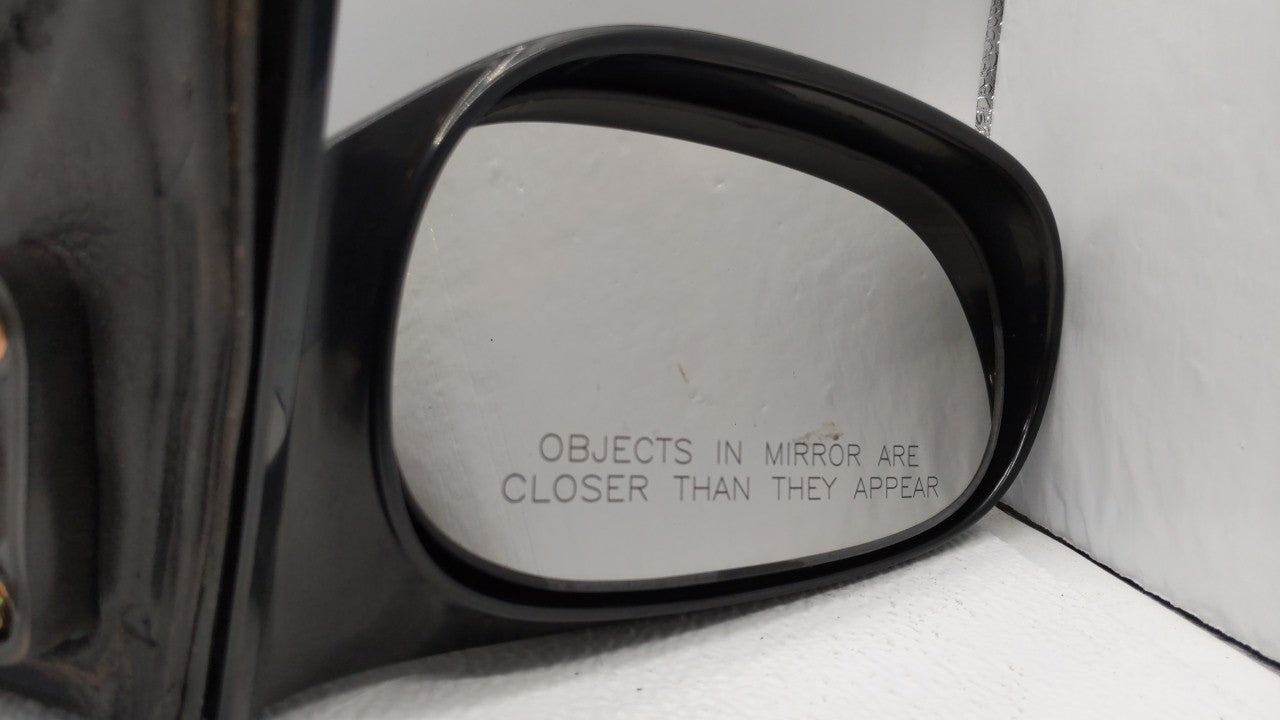 OBJECTS IN MIRROR ARE
CLOSER THAN THEY APPEAR